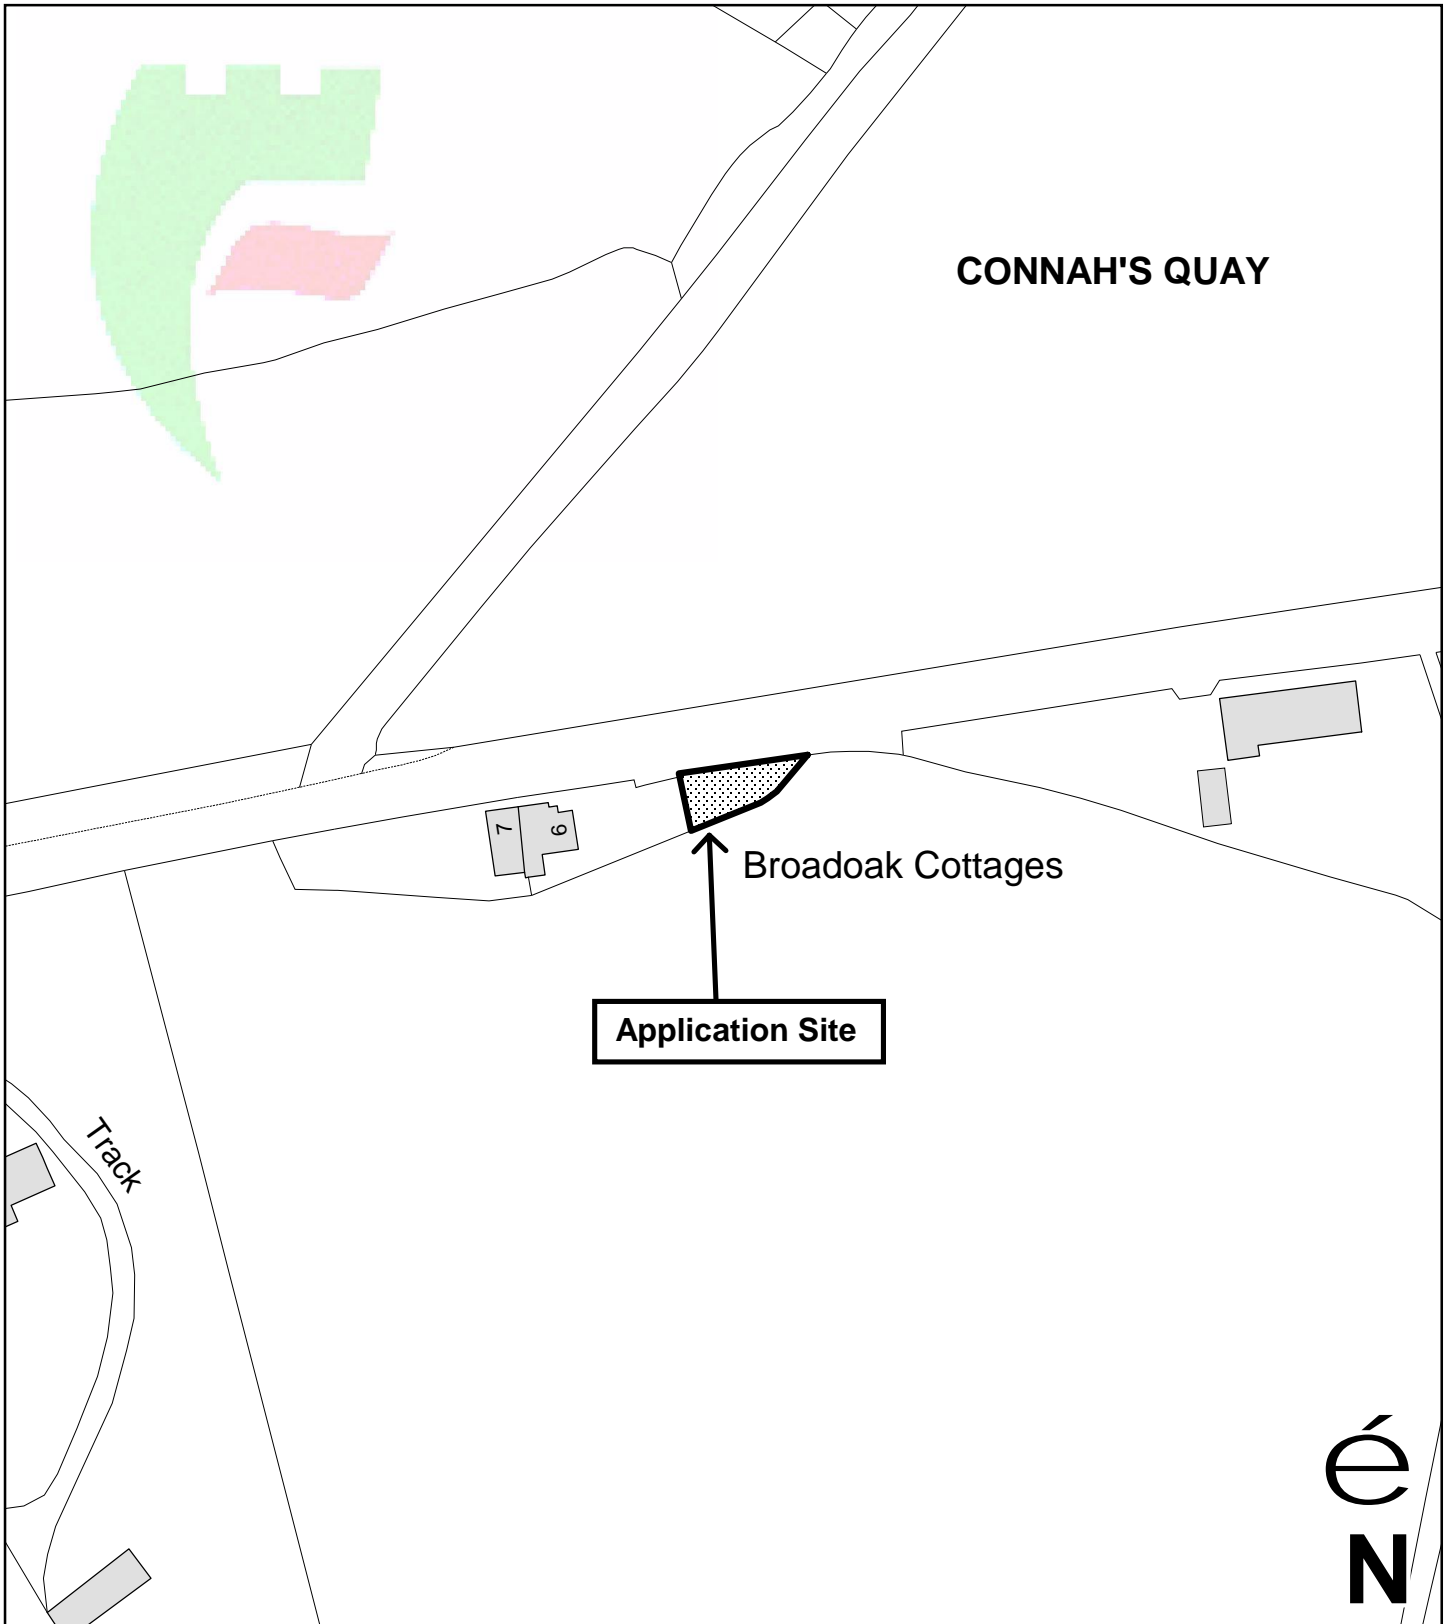 CONNAH'S QUAY
7
6
Broadoak Cottages
Application Site
Track
é
N